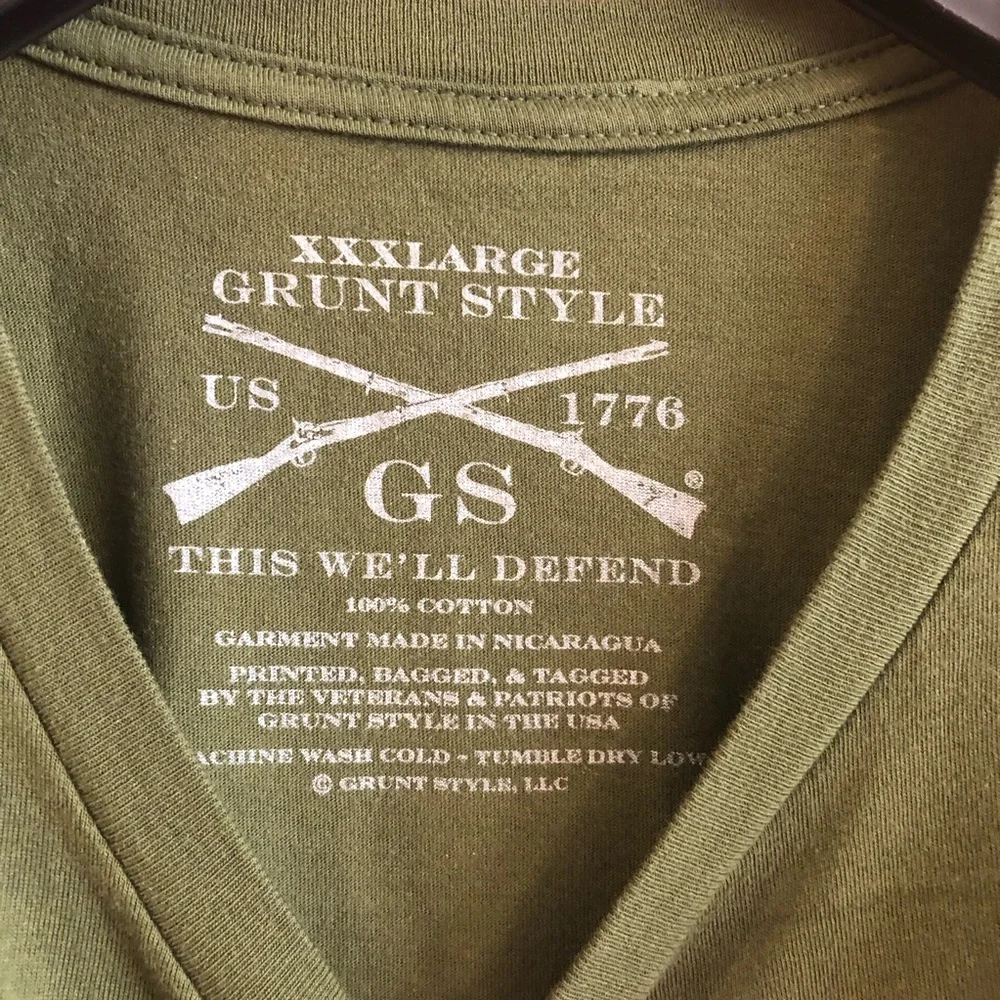 XXXLARGE
GRUNT STYLE
US 1776
GS ®
THIS WE'LL DEFEND
100% COTTON
GARMENT MADE IN NICARAGUA
PRINTED, BAGGED, & TAGGED
BY THE VETERANS & PATRIOTS OF
GRUNT STYLE IN THE USA
ACHINE WASH COLD - TUMBLE DRY LOW
© GRUNT STYLE, LLC